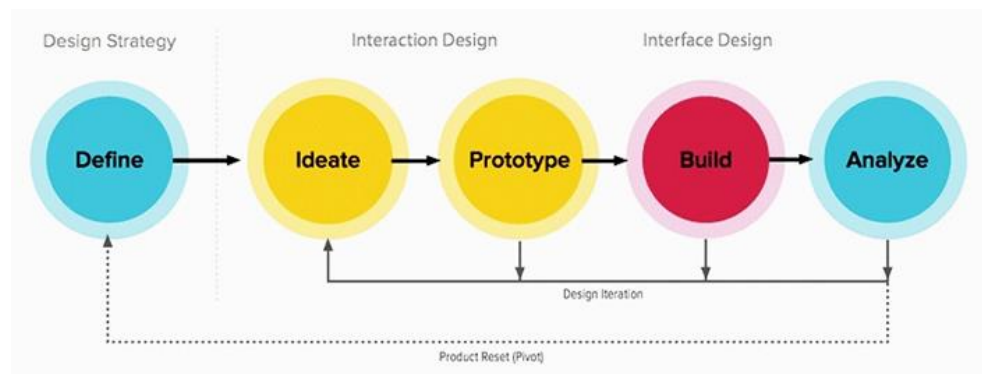 Design Strategy
Interaction Design
Interface Design
Define
Ideate
Prototype
Build
Analyze
Design Iteration
Product Reset (Pivot)